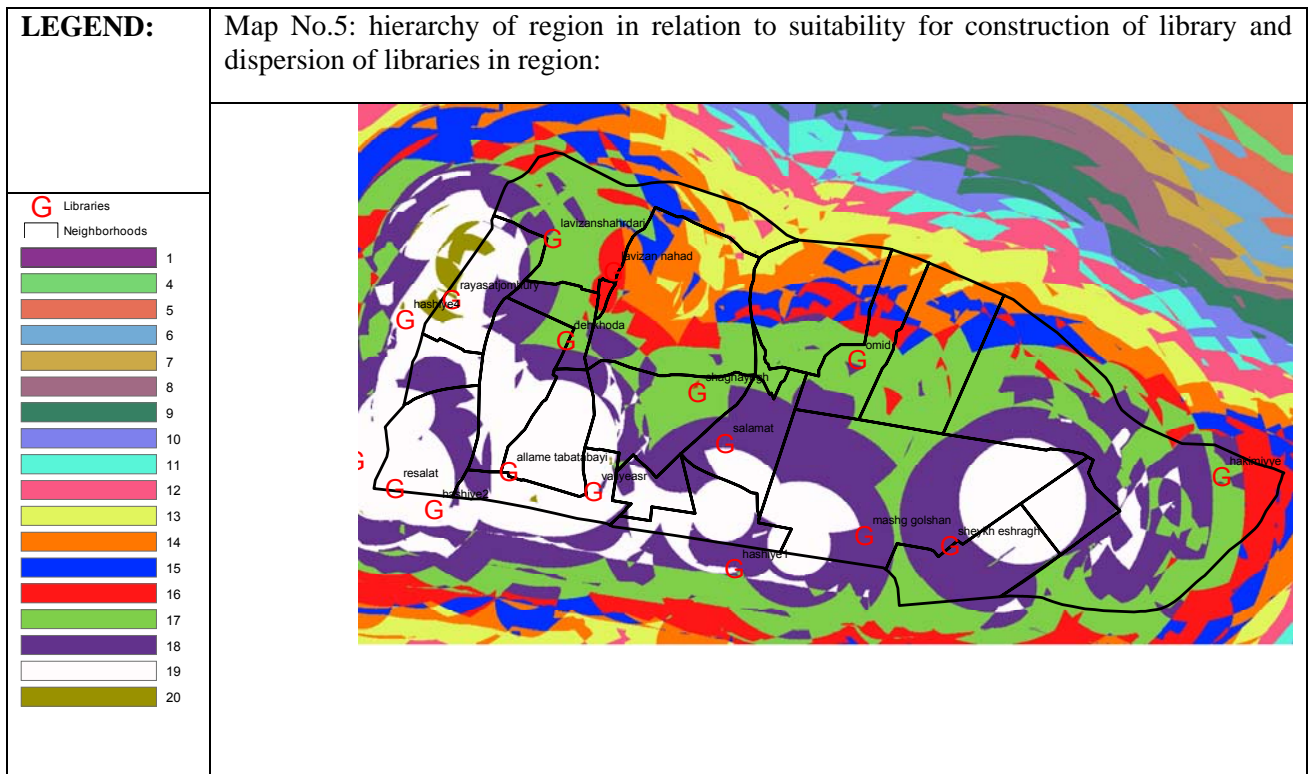 LEGEND:
Map No.5: hierarchy of region in relation to suitability for construction of library and
dispersion of libraries in region:
G Libraries
Neighborhoods
1
4
5
6
7
8
9
10
11
12
13
14
15
16
17
18
19
20
lavizanshahrdari
G
lavizan nahad
G
rayasatjomhury
G
hashiye4
G
dehkhoda
G
omid
G
shaghayegh
G
salamat
G
G
resalat
G
allame tabatabayi
G
valiyeasr
G
hashiye2
G
hakimiyye
G
mashg golshan
G
sheykh eshragh
G
hashiye1
G